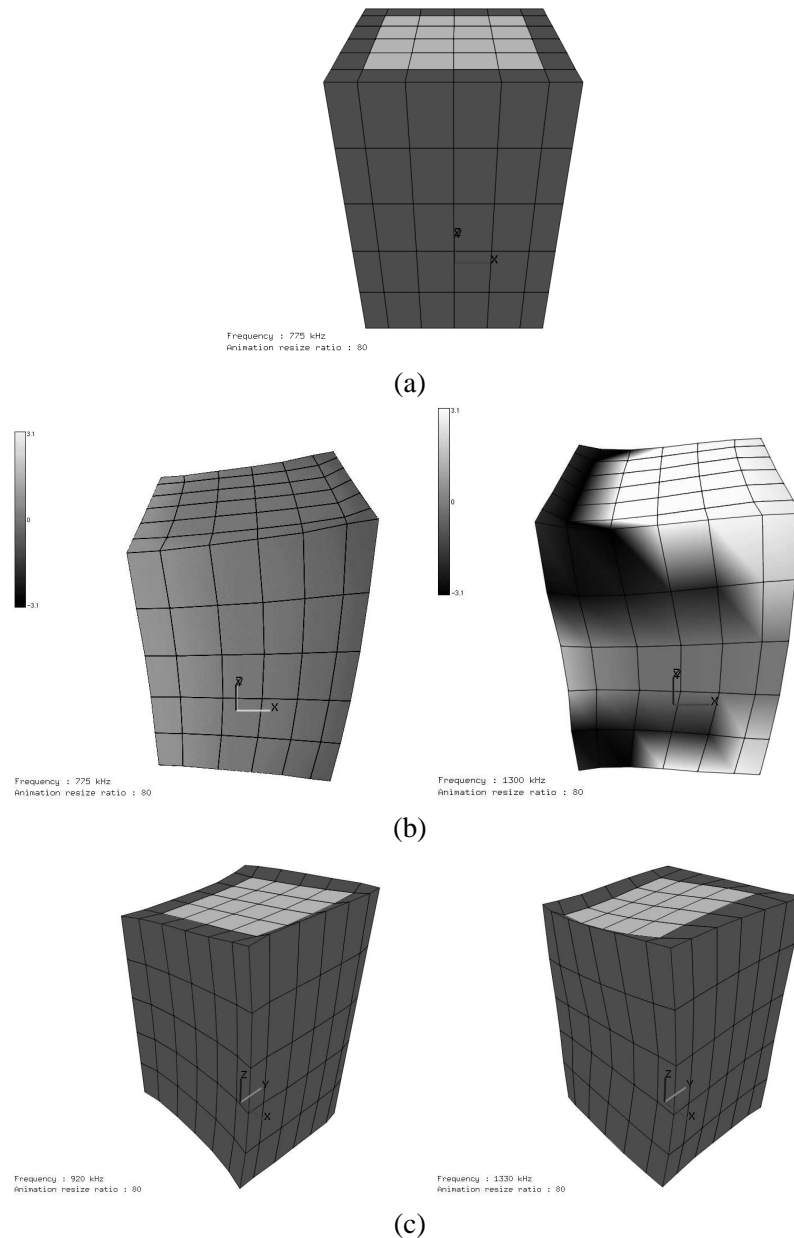 X
Frequency : 775 kHz
Animation resize ratio : 80
(a)
3.1
0
-3.1
X
Frequency : 775 kHz
Animation resize ratio : 80
3.1
0
-3.1
X
Frequency : 1300 kHz
Animation resize ratio : 80
(b)
Z
Y
X
Frequency : 920 kHz
Animation resize ratio : 80
Z
Y
X
Frequency : 1330 kHz
Animation resize ratio : 80
(c)